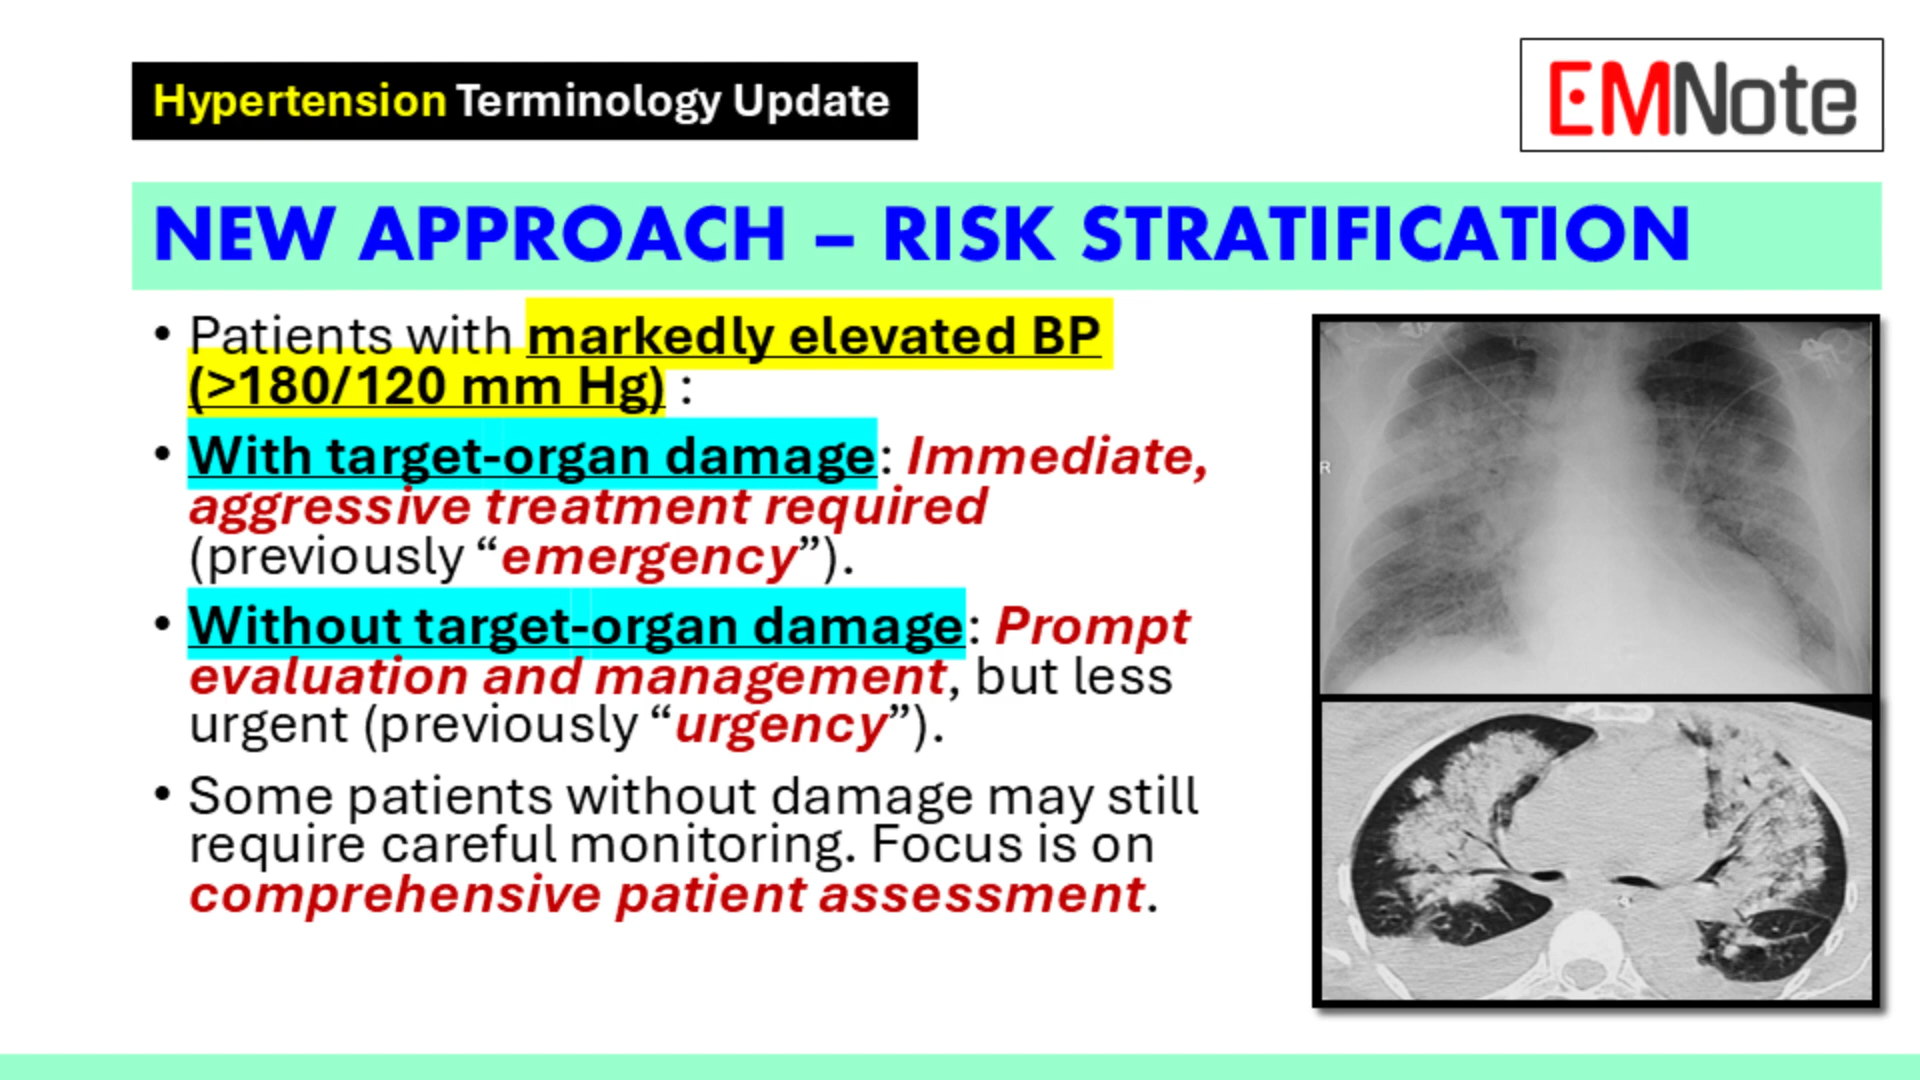 Hypertension Terminology Update
EMNote
NEW APPROACH – RISK STRATIFICATION
• Patients with markedly elevated BP
(>180/120 mm Hg) :
• With target-organ damage: Immediate,
aggressive treatment required
(previously “emergency”).
• Without target-organ damage: Prompt
evaluation and management, but less
urgent (previously “urgency”).
• Some patients without damage may still
require careful monitoring. Focus is on
comprehensive patient assessment.
R